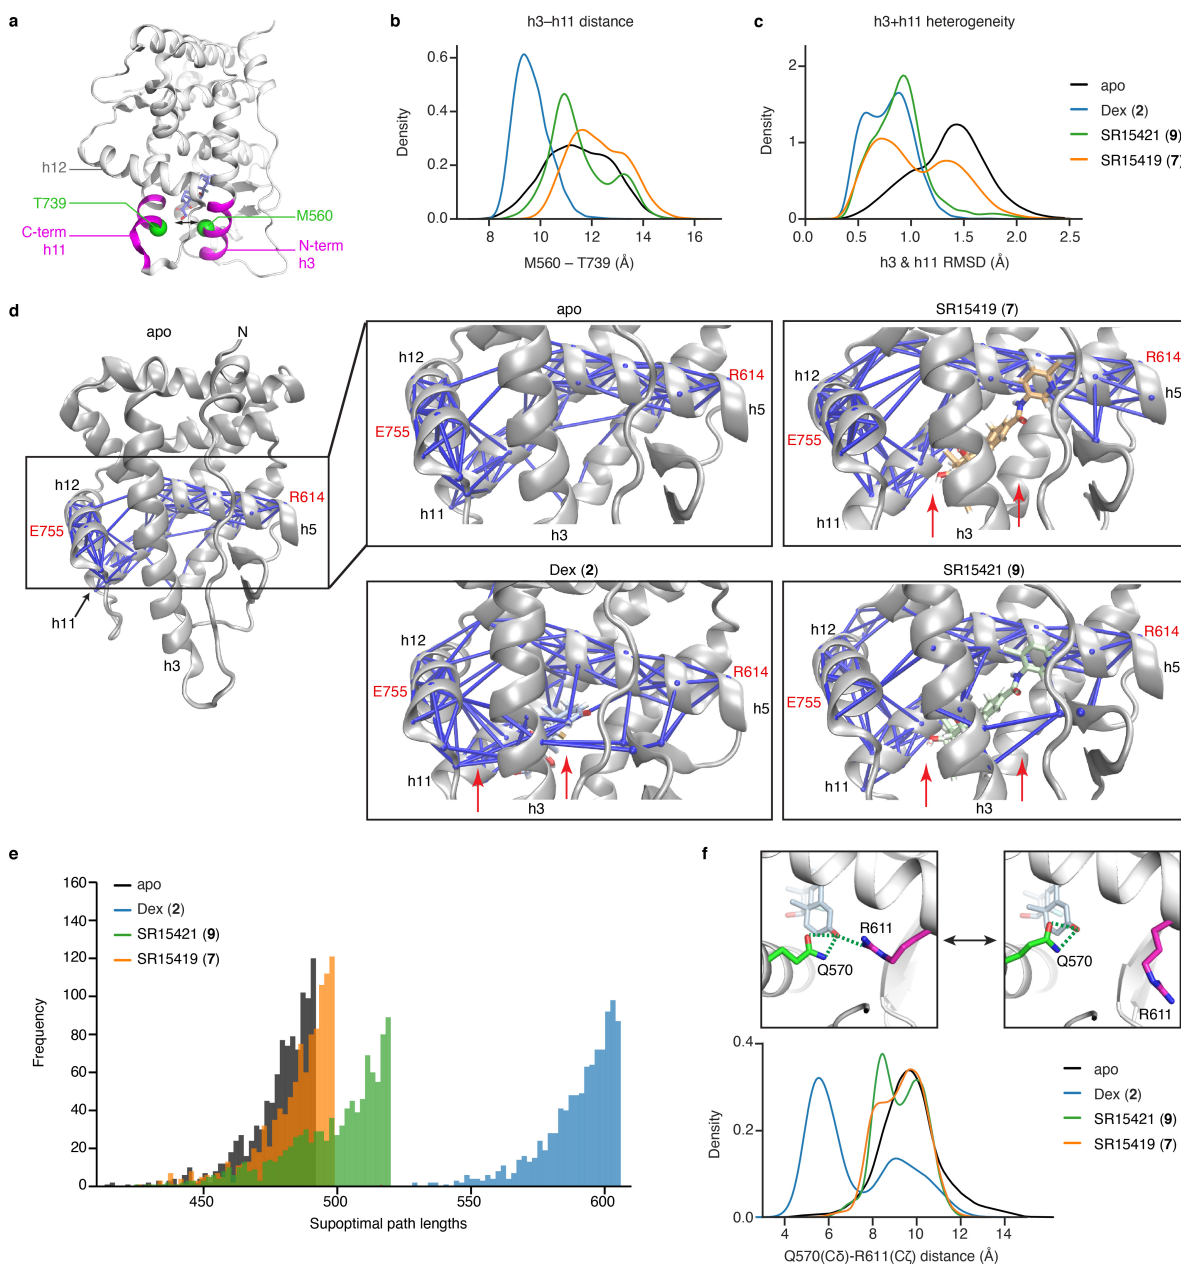 a
h12
T739
C-term
h11
M560
N-term
h3
b
h3–h11 distance
Density
0.6
0.4
0.2
0.0
8
10
12
14
16
M560 – T739 (Å)
c
h3+h11 heterogeneity
Density
2
1
0
0.0
0.5
1.0
1.5
2.0
2.5
h3 & h11 RMSD (Å)
apo
Dex (2)
SR15421 (9)
SR15419 (7)
d
apo
N
h12
R614
E755
h5
h11
h3
apo
h12
R614
E755
h5
h11
h3
SR15419 (7)
h12
R614
E755
h5
h11
h3
Dex (2)
h12
E755
R614
h5
h11
h3
SR15421 (9)
h12
R614
h5
E755
h11
h3
e
apo
Dex (2)
SR15421 (9)
SR15419 (7)
Frequency
160
140
120
100
80
60
40
20
0
450
500
550
600
Supoptimal path lengths
f
R611
Q570
Q570
R611
apo
Dex (2)
SR15421 (9)
SR15419 (7)
Density
0.4
0.2
0.0
4
6
8
10
12
14
Q570(Cδ)-R611(Cζ) distance (Å)